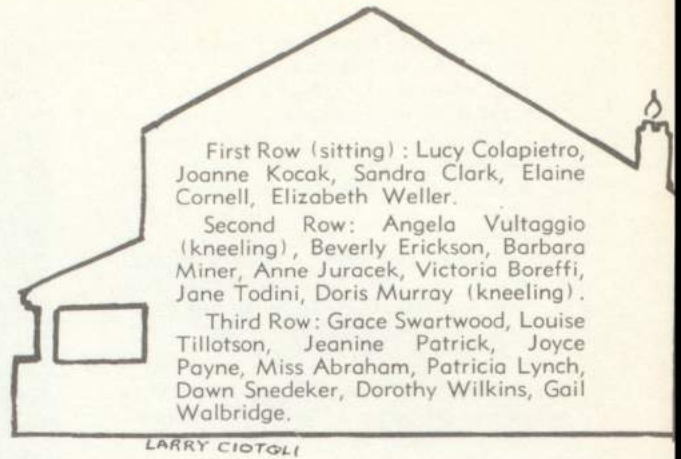 First Row (sitting) : Lucy Colapietro,
Joanne Kocak, Sandra Clark, Elaine
Cornell, Elizabeth Weller.
Second Row: Angela Vultaggio
(kneeling), Beverly Erickson, Barbara
Miner, Anne Juracek, Victoria Boreffi,
Jane Todini, Doris Murray (kneeling).
Third Row: Grace Swartwood, Louise
Tillotson, Jeanine Patrick, Joyce
Payne, Miss Abraham, Patricia Lynch,
Dawn Snedeker, Dorothy Wilkins, Gail
Walbridge.
LARRY CIOTOLI